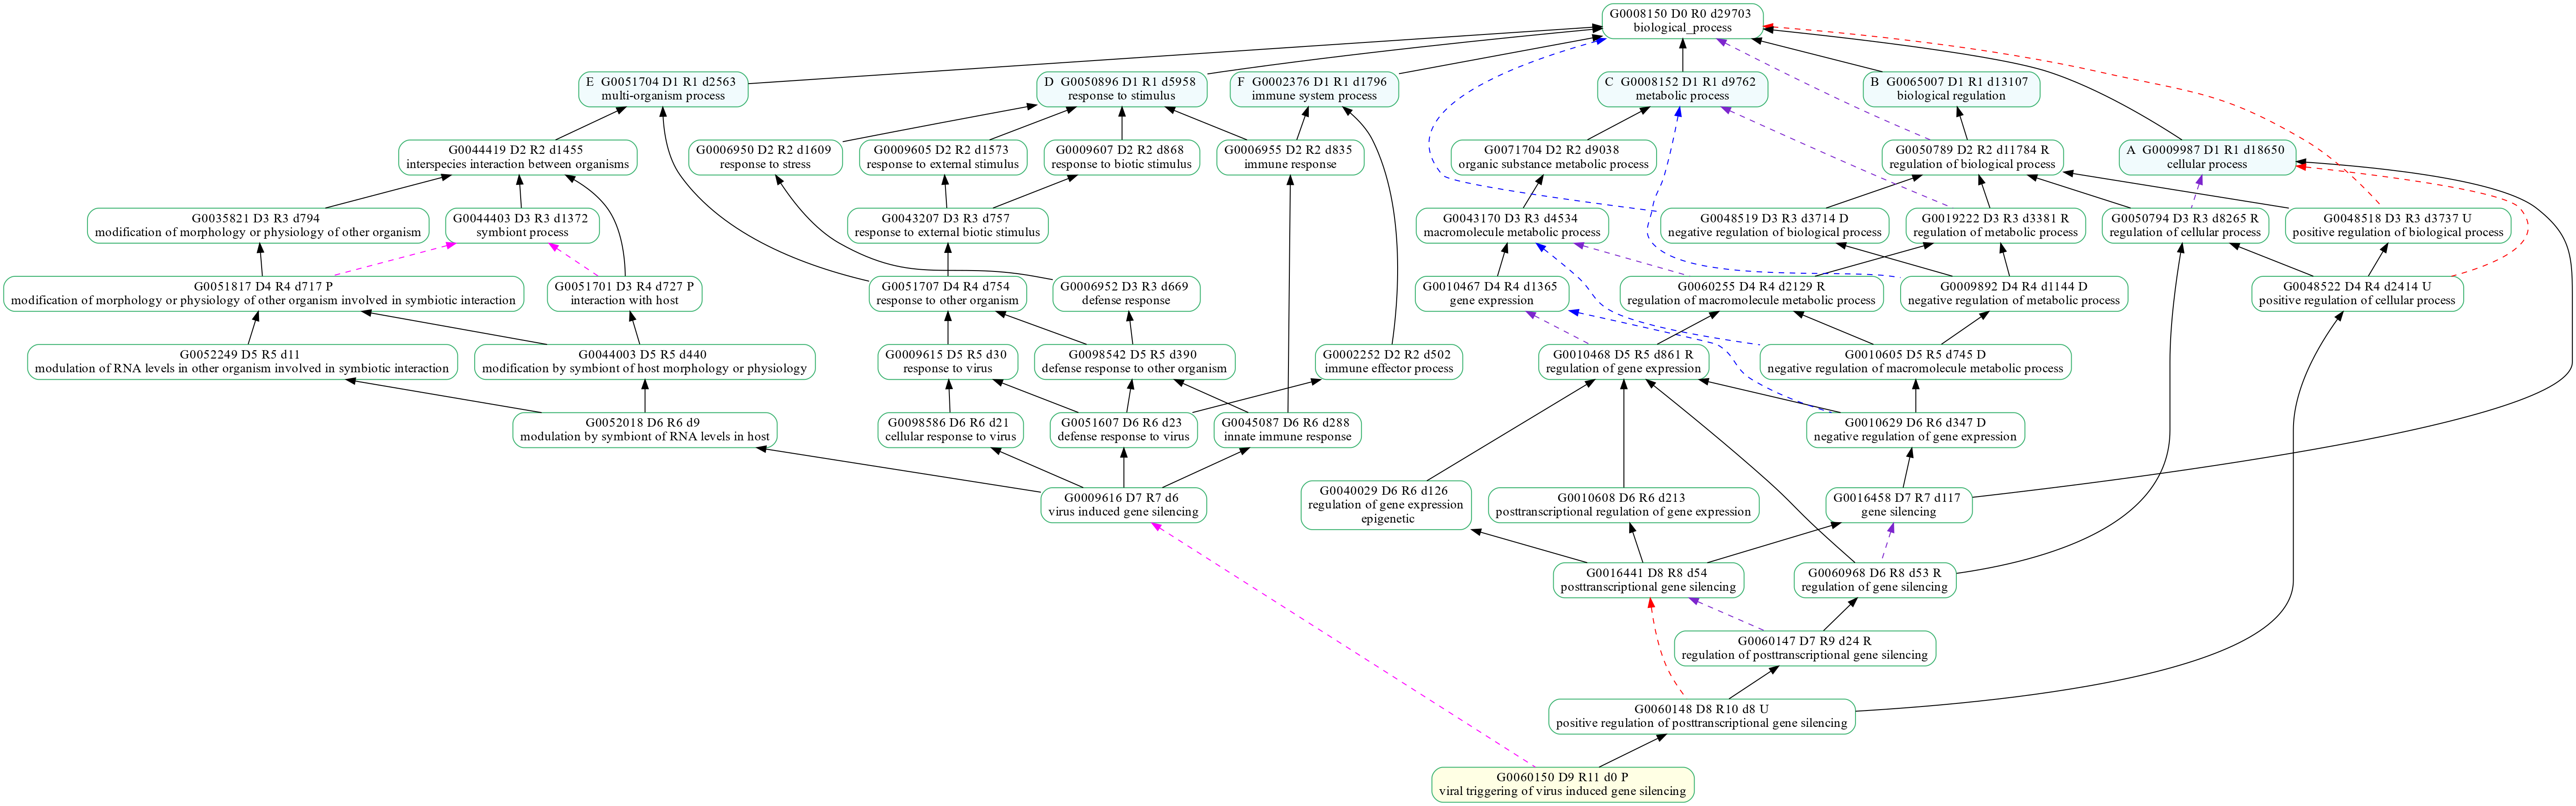 G0008150 D0 R0 d29703
biological_process
E  G0051704 D1 R1 d2563
multi-organism process
D  G0050896 D1 R1 d5958
response to stimulus
F  G0002376 D1 R1 d1796
immune system process
C  G0008152 D1 R1 d9762
metabolic process
B  G0065007 D1 R1 d13107
biological regulation
G0044419 D2 R2 d1455
interspecies interaction between organisms
G0006950 D2 R2 d1609
response to stress
G0009605 D2 R2 d1573
response to external stimulus
G0009607 D2 R2 d868
response to biotic stimulus
G0006955 D2 R2 d835
immune response
G0071704 D2 R2 d9038
organic substance metabolic process
G0050789 D2 R2 d11784 R
regulation of biological process
A  G0009987 D1 R1 d18650
cellular process
G0035821 D3 R3 d794
modification of morphology or physiology of other organism
G0044403 D3 R3 d1372
symbiont process
G0043207 D3 R3 d757
response to external biotic stimulus
G0043170 D3 R3 d4534
macromolecule metabolic process
G0048519 D3 R3 d3714 D
negative regulation of biological process
G0019222 D3 R3 d3381 R
regulation of metabolic process
G0050794 D3 R3 d8265 R
regulation of cellular process
G0048518 D3 R3 d3737 U
positive regulation of biological process
G0051817 D4 R4 d717 P
modification of morphology or physiology of other organism involved in symbiotic interaction
G0051701 D3 R4 d727 P
interaction with host
G0051707 D4 R4 d754
response to other organism
G0006952 D3 R3 d669
defense response
G0010467 D4 R4 d1365
gene expression
G0060255 D4 R4 d2129 R
regulation of macromolecule metabolic process
G0009892 D4 R4 d1144 D
negative regulation of metabolic process
G0048522 D4 R4 d2414 U
positive regulation of cellular process
G0052249 D5 R5 d11
modulation of RNA levels in other organism involved in symbiotic interaction
G0044003 D5 R5 d440
modification by symbiont of host morphology or physiology
G0009615 D5 R5 d30
response to virus
G0098542 D5 R5 d390
defense response to other organism
G0002252 D2 R2 d502
immune effector process
G0010468 D5 R5 d861 R
regulation of gene expression
G0010605 D5 R5 d745 D
negative regulation of macromolecule metabolic process
G0052018 D6 R6 d9
modulation by symbiont of RNA levels in host
G0098586 D6 R6 d21
cellular response to virus
G0051607 D6 R6 d23
defense response to virus
G0045087 D6 R6 d288
innate immune response
G0010629 D6 R6 d347 D
negative regulation of gene expression
G0009616 D7 R7 d6
virus induced gene silencing
G0040029 D6 R6 d126
regulation of gene expression
epigenetic
G0010608 D6 R6 d213
posttranscriptional regulation of gene expression
G0016458 D7 R7 d117
gene silencing
G0016441 D8 R8 d54
posttranscriptional gene silencing
G0060968 D6 R8 d53 R
regulation of gene silencing
G0060147 D7 R9 d24 R
regulation of posttranscriptional gene silencing
G0060148 D8 R10 d8 U
positive regulation of posttranscriptional gene silencing
G0060150 D9 R11 d0 P
viral triggering of virus induced gene silencing